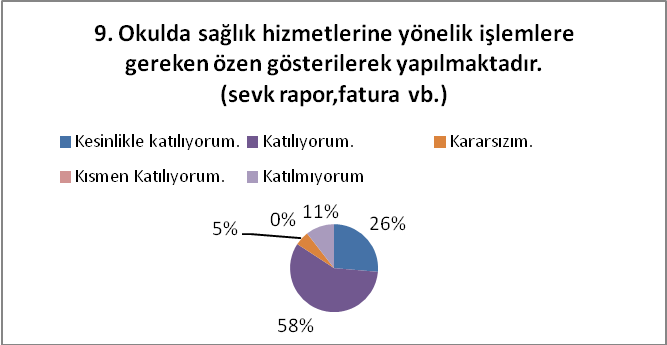 9. Okulda sağlık hizmetlerine yönelik işlemlere
gereken özen gösterilerek yapılmaktadır.
(sevk rapor,fatura vb.)
Kesinlikle katılıyorum. Katılıyorum. Kararsızım.
Kısmen Katılıyorum. Katılmıyorum
0% 11%
5% 26%
58%